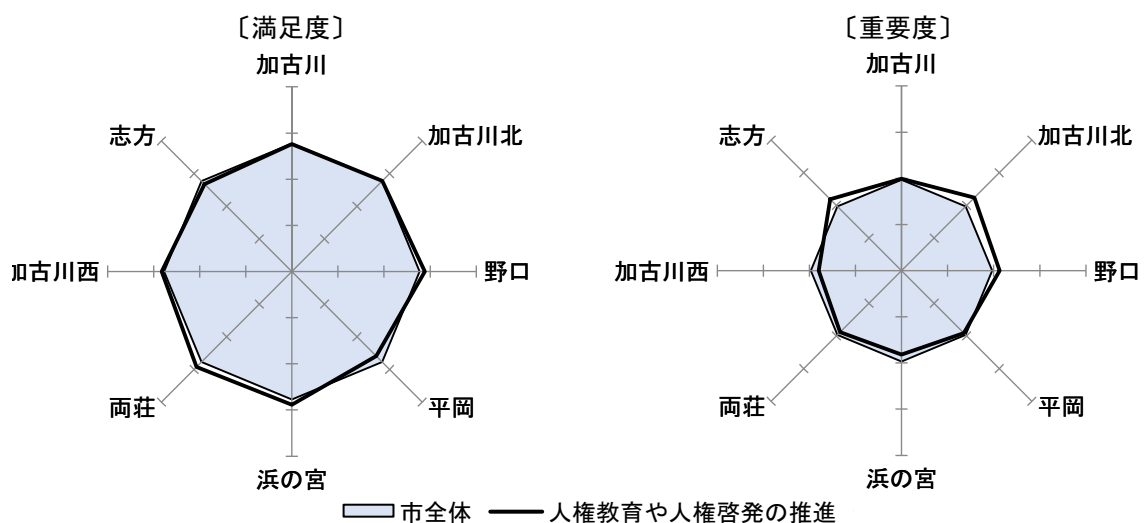 〔満足度〕
加古川
加古川北
野口
平岡
浜の宮
両荘
加古川西
志方
〔重要度〕
加古川
加古川北
野口
平岡
浜の宮
両荘
加古川西
志方
市全体
人権教育や人権啓発の推進